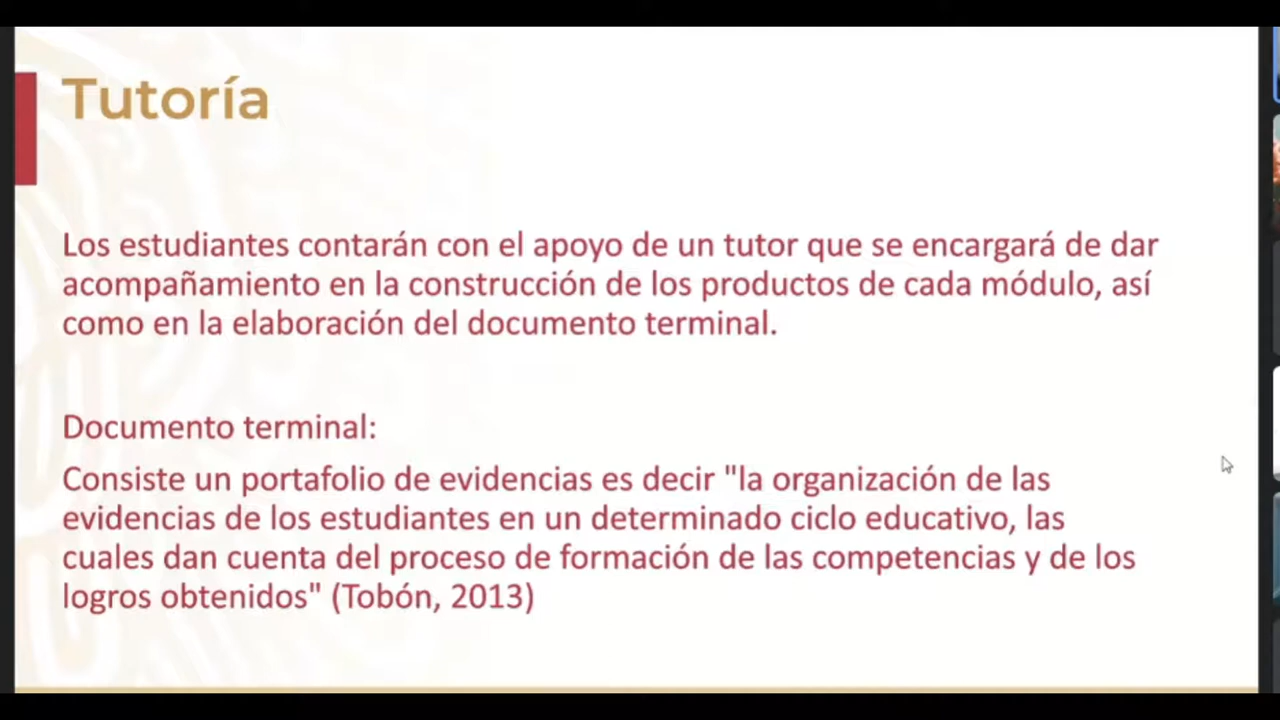 Tutoría
Los estudiantes contarán con el apoyo de un tutor que se encargará de dar
acompañamiento en la construcción de los productos de cada módulo, así
como en la elaboración del documento terminal.
Documento terminal:
Consiste un portafolio de evidencias es decir "la organización de las
evidencias de los estudiantes en un determinado ciclo educativo, las
cuales dan cuenta del proceso de formación de las competencias y de los
logros obtenidos" (Tobón, 2013)